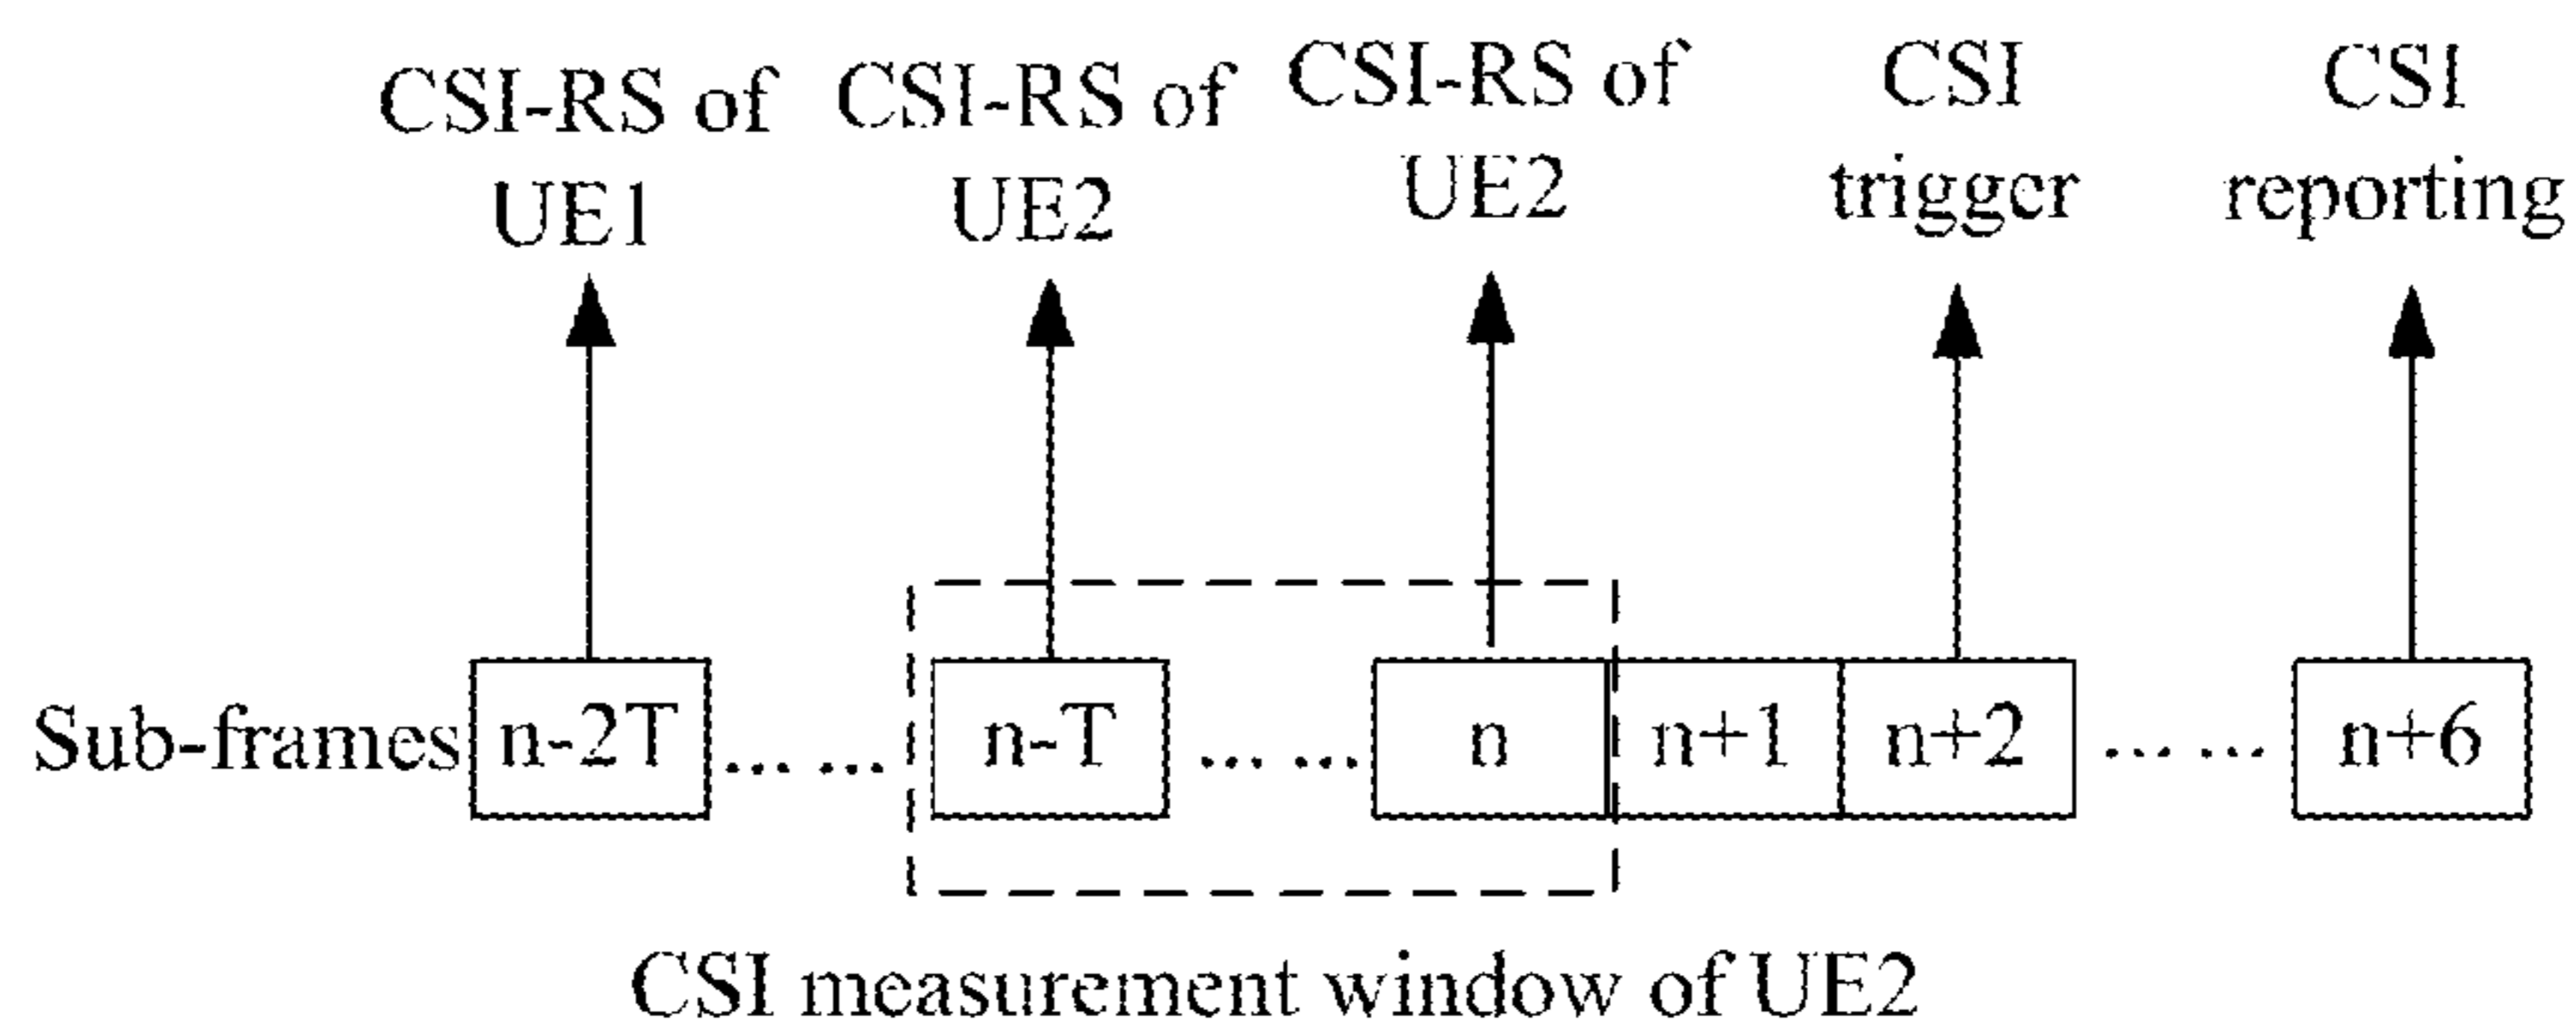 CSI-RS of CSI-RS of CSI-RS of CSI CSI
UE1 UE2 UE2 trigger reporting
Sub-frames n-2T ... ... n-T ... ... n n+1 n+2 ... ... n+6
CSI measurement window of UE2